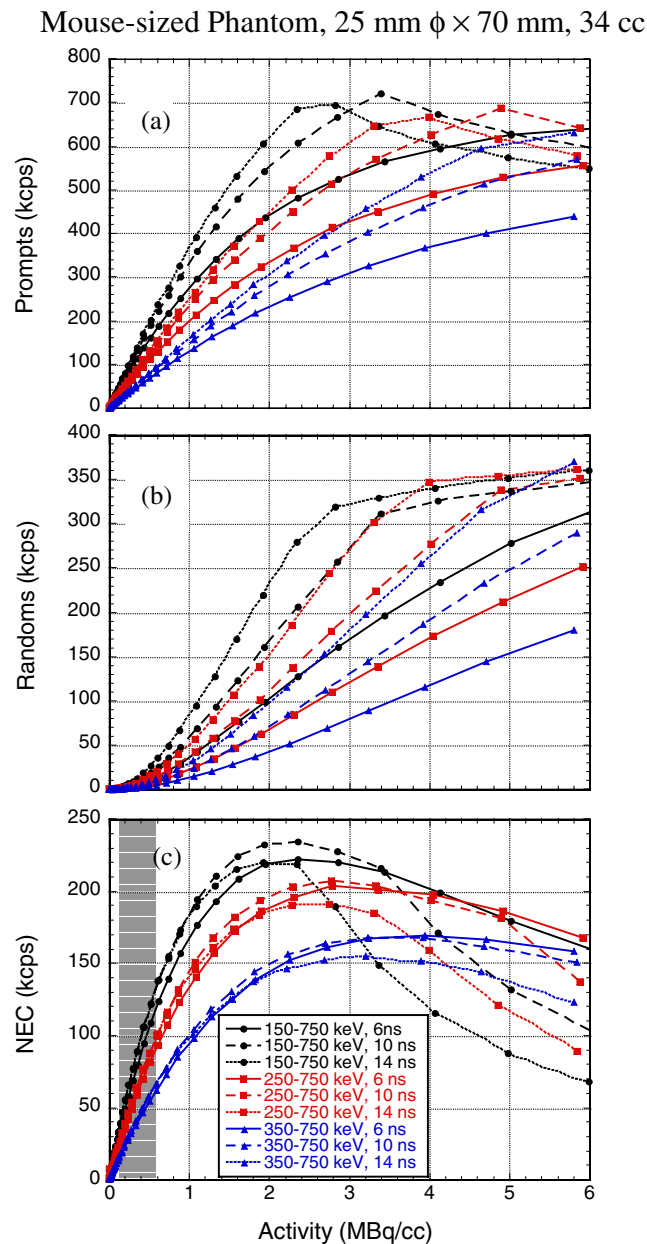 Mouse-sized Phantom, 25 mm ϕ × 70 mm, 34 cc
800
700
600
500
400
300
200
100
0
Prompts (kcps)
(a)
400
350
300
250
200
150
100
50
0
Randoms (kcps)
(b)
250
200
150
100
50
0
NEC (kcps)
(c)
150-750 keV, 6ns
150-750 keV, 10 ns
150-750 keV, 14 ns
250-750 keV, 6 ns
250-750 keV, 10 ns
250-750 keV, 14 ns
350-750 keV, 6 ns
350-750 keV, 10 ns
350-750 keV, 14 ns
0 1 2 3 4 5 6
Activity (MBq/cc)